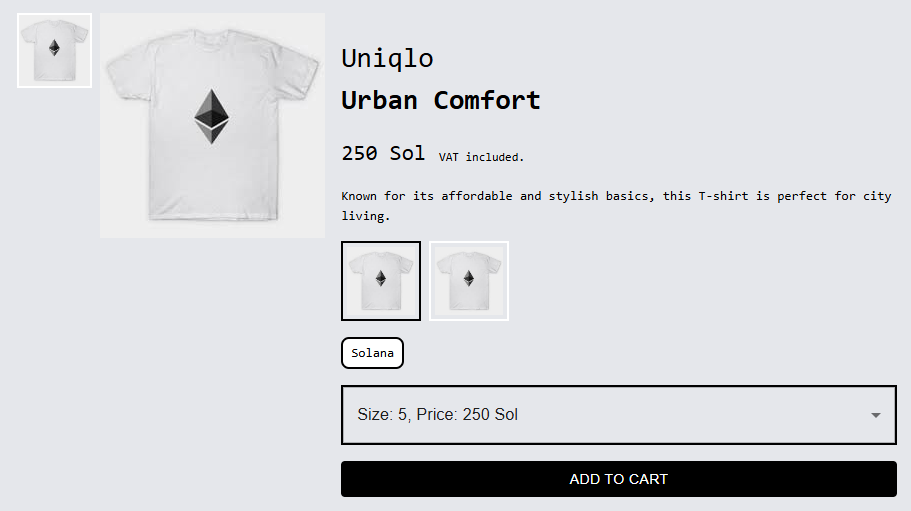 Uniqlo
Urban Comfort
250 Sol VAT included.
Known for its affordable and stylish basics, this T-shirt is perfect for city
living.
Solana
Size: 5, Price: 250 Sol
ADD TO CART